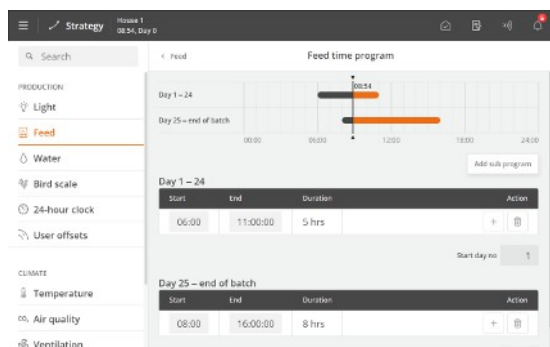 Strategy
House 1
08:54, Day 0
Search
Feed
Feed time program
PRODUCTION
Light
Feed
Water
Bird scale
24-hour clock
User offsets
CLIMATE
Temperature
CO₂ Air quality
Ventilation
08:54
Day 1 – 24
Day 25 – end of batch
00:00 06:00 12:00 18:00 24:00
Add sub program
Day 1 – 24
Start End Duration Action
06:00 11:00:00 5 hrs +
Start day no 1
Day 25 – end of batch
Start End Duration Action
08:00 16:00:00 8 hrs +